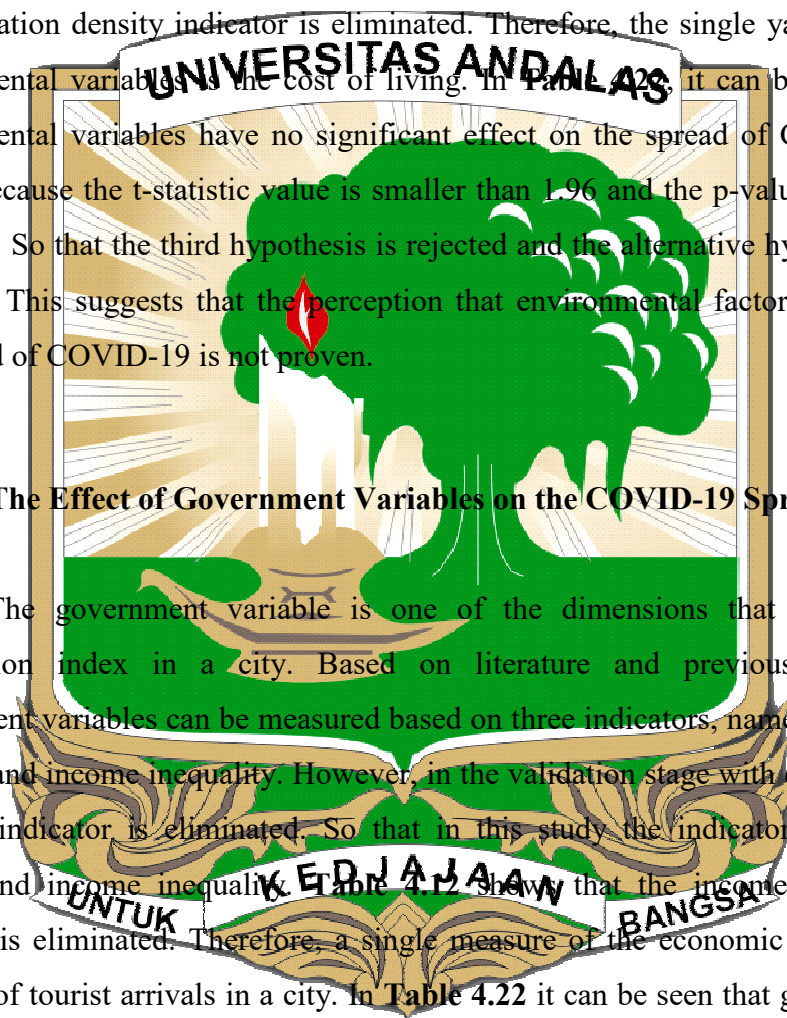 ation density indicator is eliminated. Therefore, the single ya
UNIVERSITAS ANDALAS
ental variables is the cost of living. In Table 4.22, it can b
ental variables have no significant effect on the spread of
ecause the t-statistic value is smaller than 1.96 and the p-valu
So that the third hypothesis is rejected and the alternative hy
This suggests that the perception that environmental factor
d of COVID-19 is not proven.
The Effect of Government Variables on the COVID-19 Spr
The government variable is one of the dimensions that
ion index in a city. Based on literature and previous
ent variables can be measured based on three indicators, name
and income inequality. However, in the validation stage with
indicator is eliminated. So that in this study the indicator
nd income inequality. Table 4.12 shows that the income
UNTUK KEDJAJAAN BANGSA
is eliminated. Therefore, a single measure of the economic
of tourist arrivals in a city. In Table 4.22 it can be seen that g